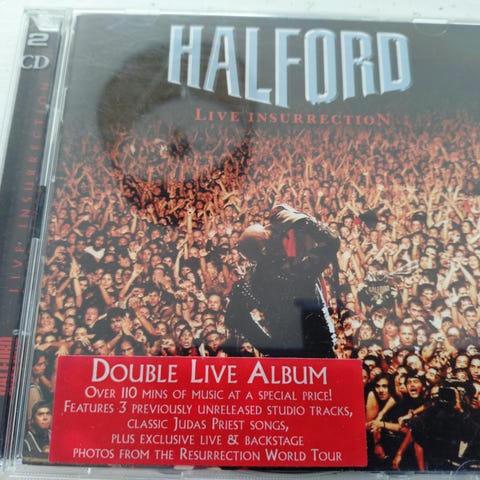 2
CD
LIVE INSURRECTION
HALFORD
LIVE INSURRECTION
DOUBLE LIVE ALBUM
OVER 110 MINS OF MUSIC AT A SPECIAL PRICE!
FEATURES 3 PREVIOUSLY UNRELEASED STUDIO TRACKS,
CLASSIC JUDAS PRIEST SONGS,
PLUS EXCLUSIVE LIVE & BACKSTAGE
PHOTOS FROM THE RESURRECTION WORLD TOUR